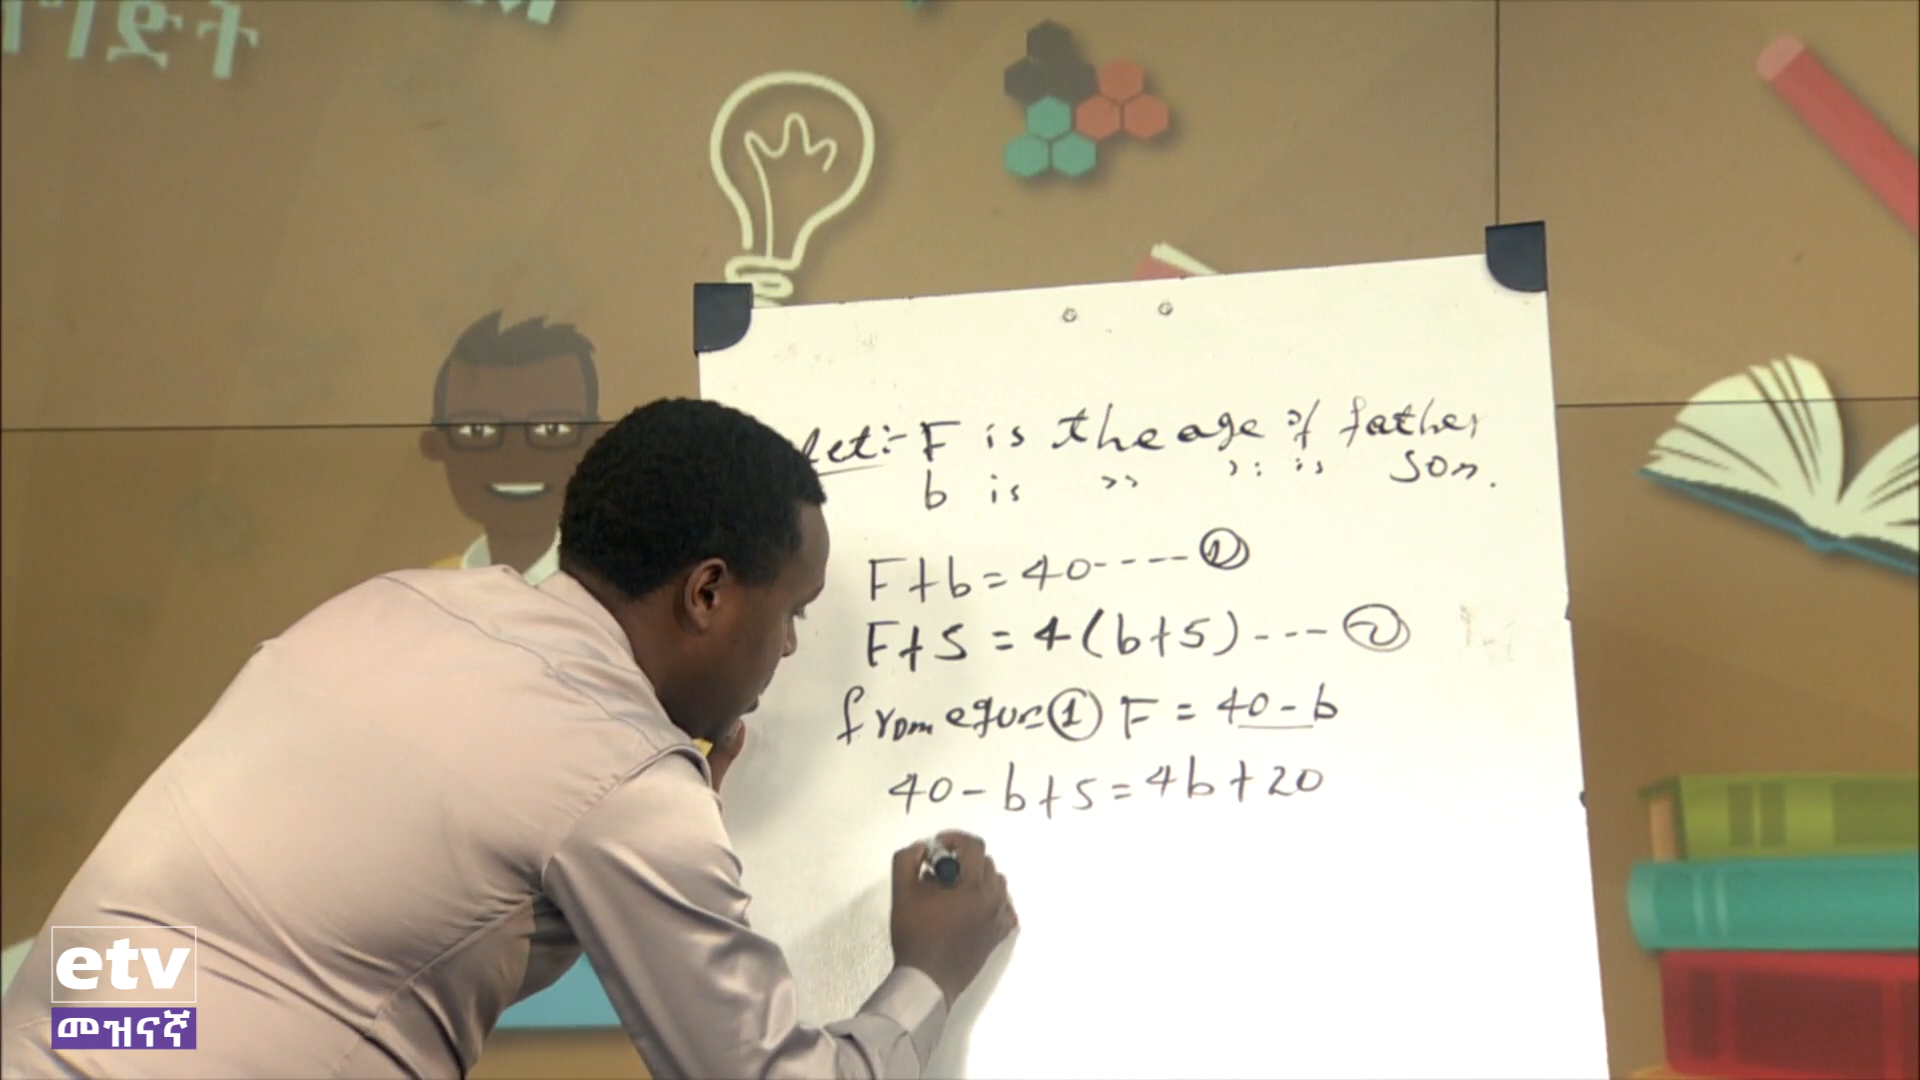 ግድት
Let:- F is the age of father
b is " " is son.
F+b=40----①
F+5=4(b+5)---②
from equn① F=40-b
40-b+5=4b+20
etv
መዝናኛ